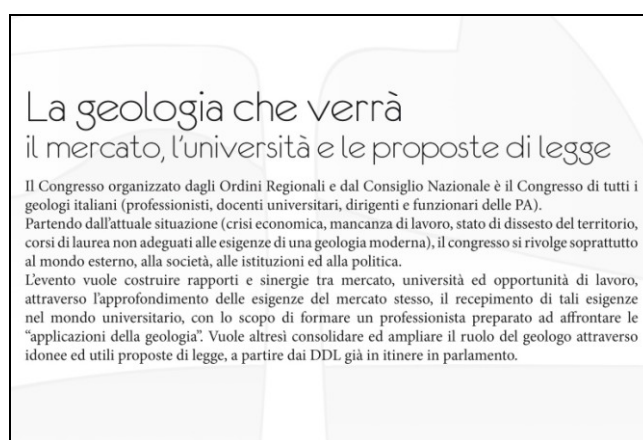 La geologia che verrà
il mercato, l'università e le proposte di legge
Il Congresso organizzato dagli Ordini Regionali e dal Consiglio Nazionale è il Congresso di tutti i
geologi italiani (professionisti, docenti universitari, dirigenti e funzionari delle PA).
Partendo dall'attuale situazione (crisi economica, mancanza di lavoro, stato di dissesto del territorio,
corsi di laurea non adeguati alle esigenze di una geologia moderna), il congresso si rivolge soprattutto
al mondo esterno, alla società, alle istituzioni ed alla politica.
L'evento vuole costruire rapporti e sinergie tra mercato, università ed opportunità di lavoro,
attraverso l'approfondimento delle esigenze del mercato stesso, il recepimento di tali esigenze
nel mondo universitario, con lo scopo di formare un professionista preparato ad affrontare le
“applicazioni della geologia”. Vuole altresì consolidare ed ampliare il ruolo del geologo attraverso
idonee ed utili proposte di legge, a partire dai DDL già in itinere in parlamento.